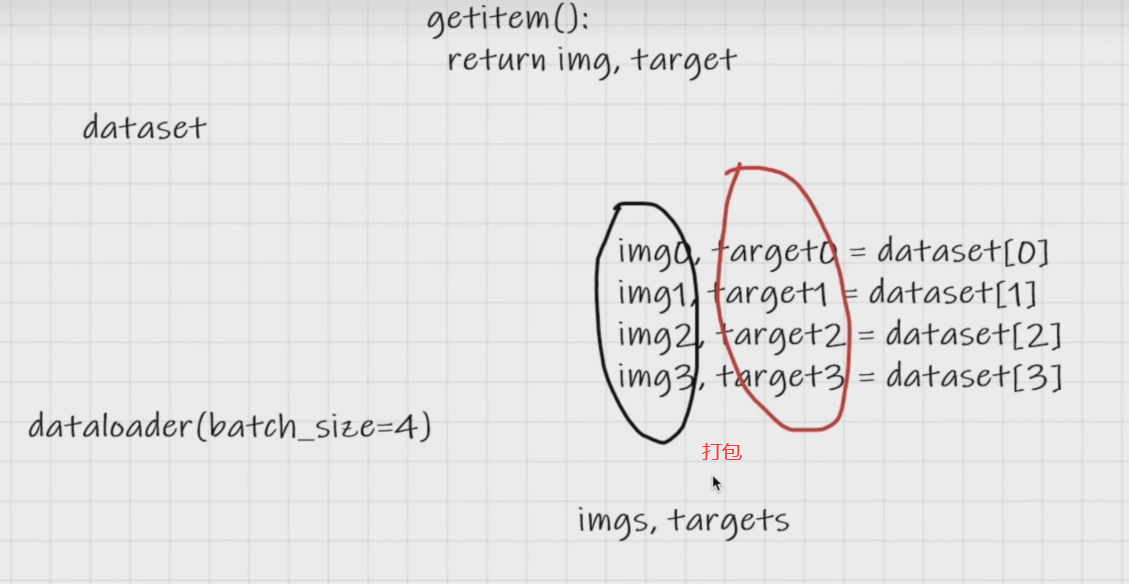 getitem():
return img, target
dataset
img0, target0 = dataset[0]
img1, target1 = dataset[1]
img2, target2 = dataset[2]
img3, target3 = dataset[3]
dataloader(batch_size=4)
打包
imgs, targets